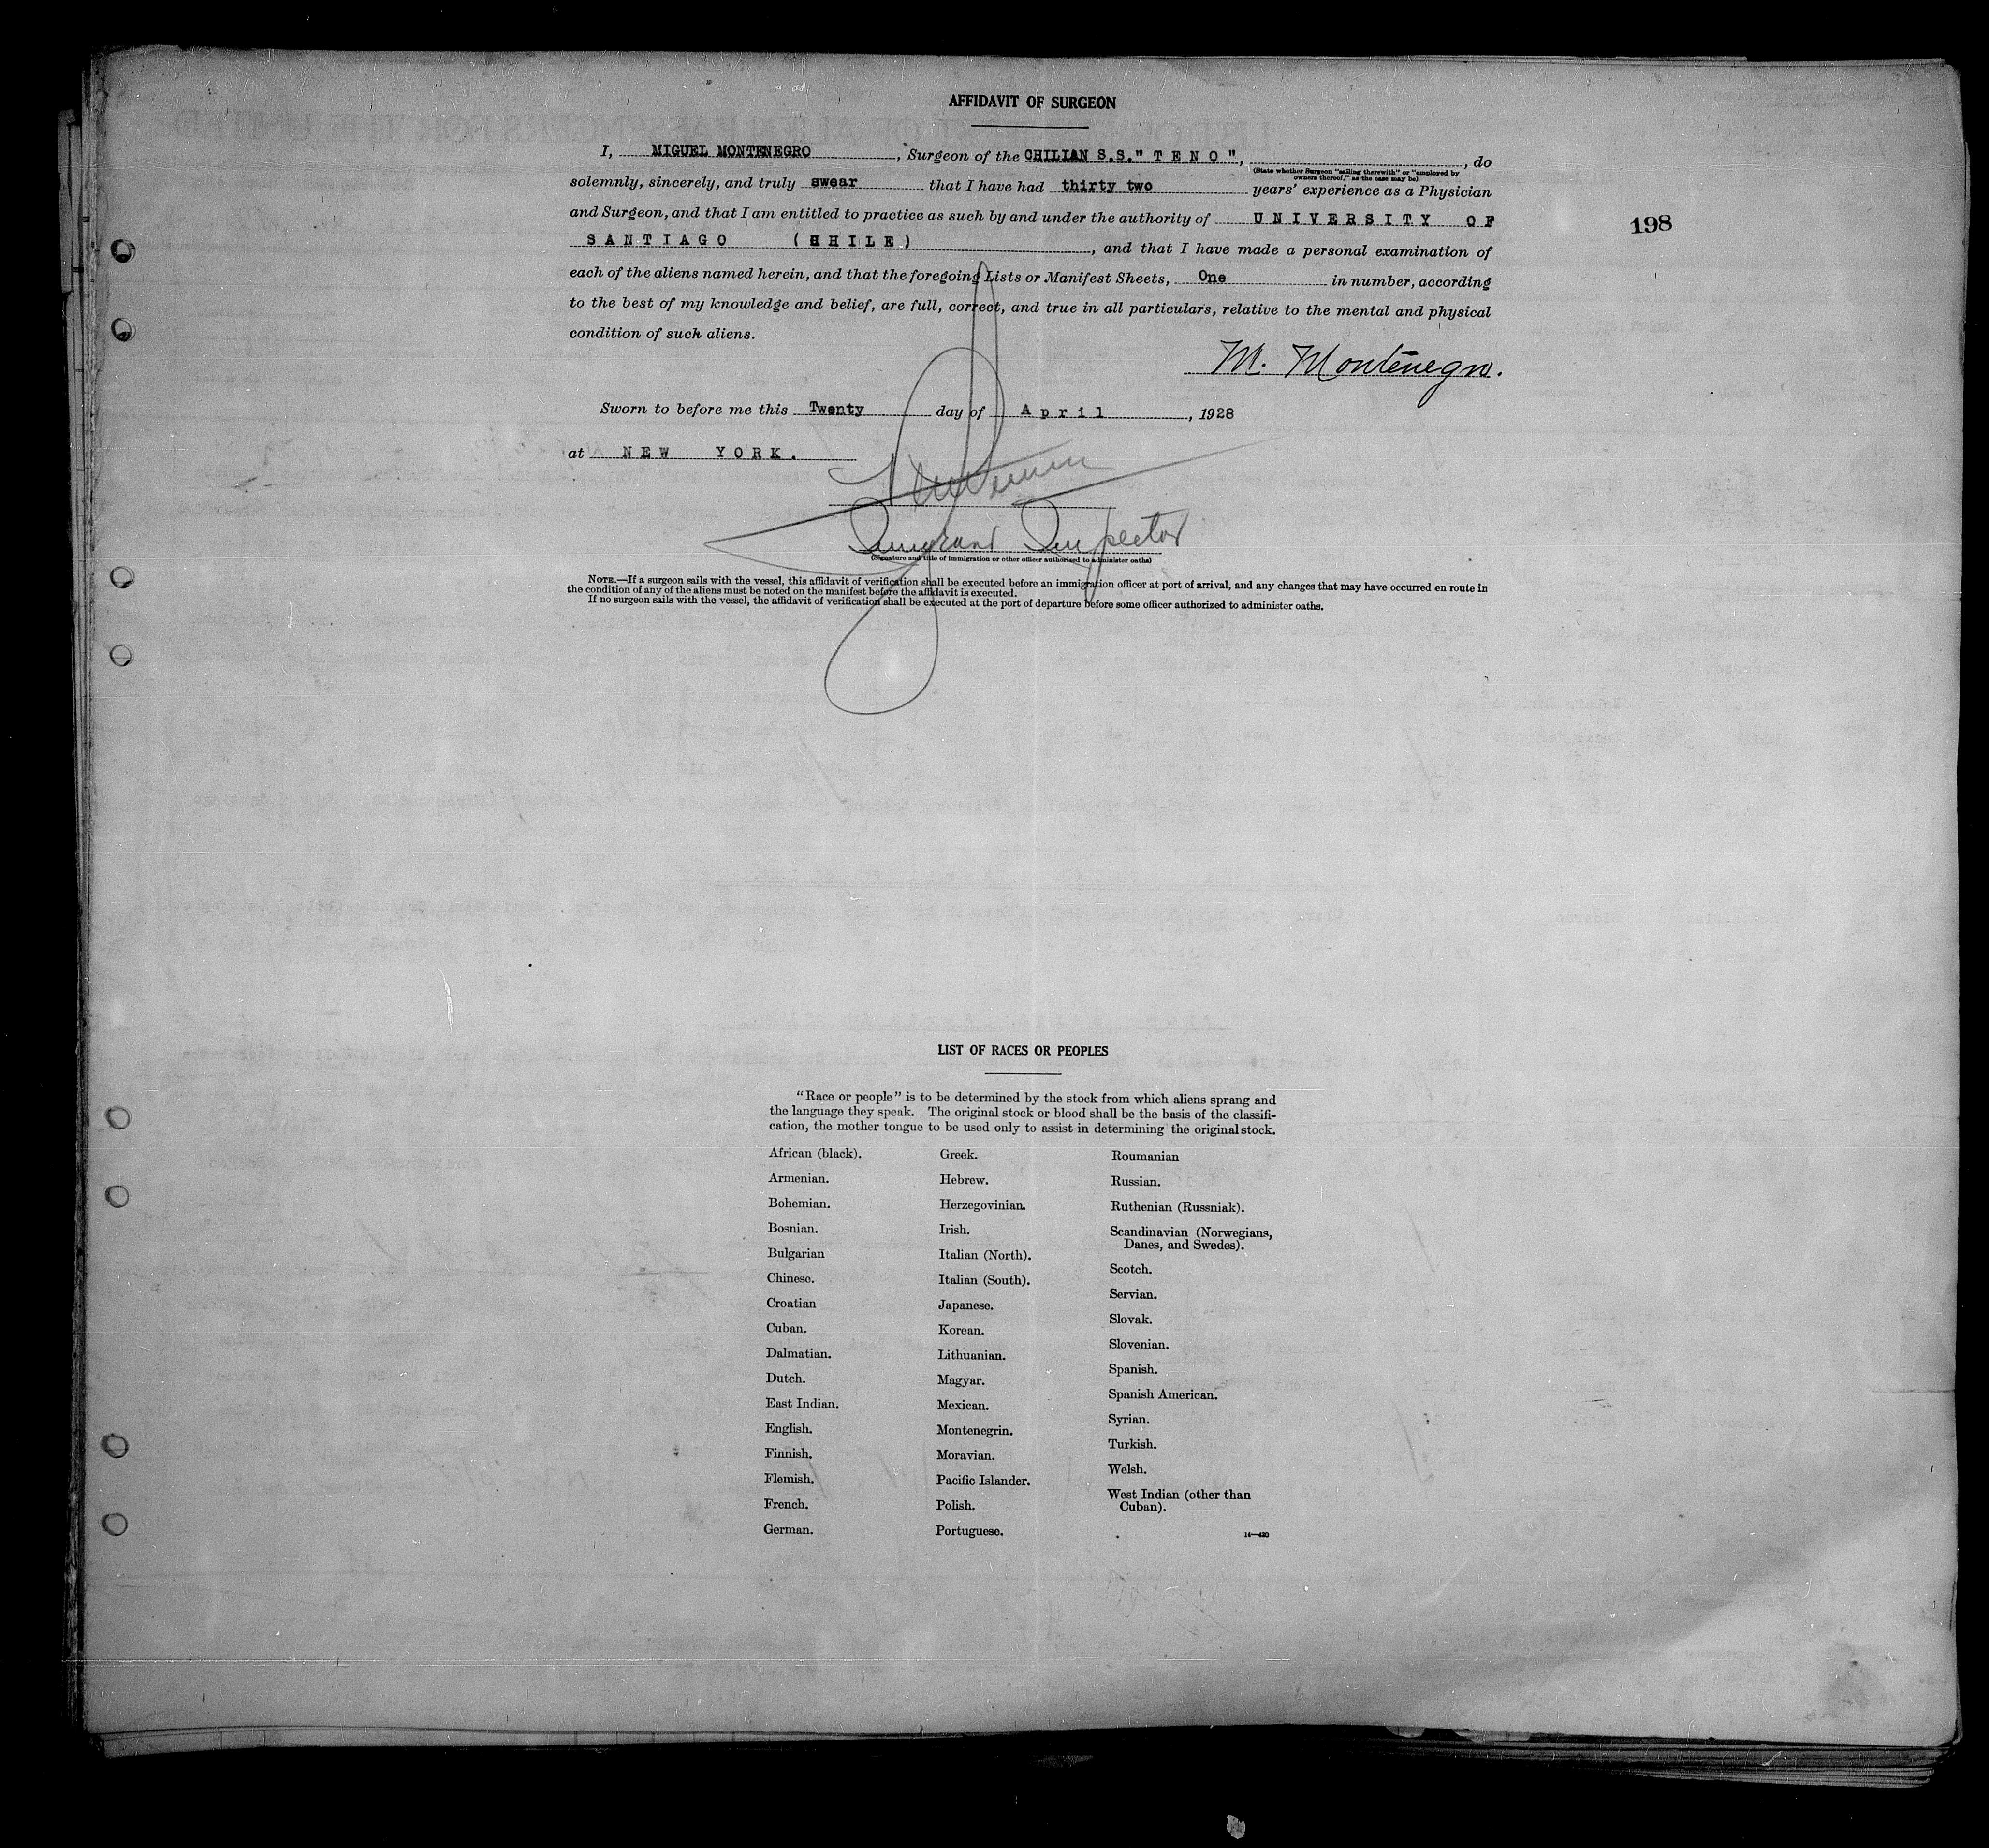 AFFIDAVIT OF SURGEON
I, MIGUEL MONTENEGRO, Surgeon of the CHILIAN S.S." T E N O ", , do
(State whether Surgeon "sailing therewith" or "employed by
owners thereof," as the case may be)
solemnly, sincerely, and truly swear that I have had thirty two years' experience as a Physician
and Surgeon, and that I am entitled to practice as such by and under the authority of U N I V E R S I T Y O F
198
S A N T I A G O ( H H I L E ), and that I have made a personal examination of
each of the aliens named herein, and that the foregoing Lists or Manifest Sheets, One in number, according
to the best of my knowledge and belief, are full, correct, and true in all particulars, relative to the mental and physical
condition of such aliens.
M. Montenegro.
Sworn to before me this Twenty day of A p r i l, 1928
at N E W Y O R K .
Immigrant Inspector
(Signature and title of immigration or other officer authorized to administer oaths)
NOTE.—If a surgeon sails with the vessel, this affidavit of verification shall be executed before an immigration officer at port of arrival, and any changes that may have occurred en route in
the condition of any of the aliens must be noted on the manifest before the affidavit is executed.
If no surgeon sails with the vessel, the affidavit of verification shall be executed at the port of departure before some officer authorized to administer oaths.
LIST OF RACES OR PEOPLES
"Race or people" is to be determined by the stock from which aliens sprang and
the language they speak. The original stock or blood shall be the basis of the classifi-
cation, the mother tongue to be used only to assist in determining the original stock.
African (black).
Armenian.
Bohemian.
Bosnian.
Bulgarian
Chinese.
Croatian
Cuban.
Dalmatian.
Dutch.
East Indian.
English.
Finnish.
Flemish.
French.
German.
Greek.
Hebrew.
Herzegovinian.
Irish.
Italian (North).
Italian (South).
Japanese.
Korean.
Lithuanian.
Magyar.
Mexican.
Montenegrin.
Moravian.
Pacific Islander.
Polish.
Portuguese.
Roumanian
Russian.
Ruthenian (Russniak).
Scandinavian (Norwegians,
Danes, and Swedes).
Scotch.
Servian.
Slovak.
Slovenian.
Spanish.
Spanish American.
Syrian.
Turkish.
Welsh.
West Indian (other than
Cuban).
14—420